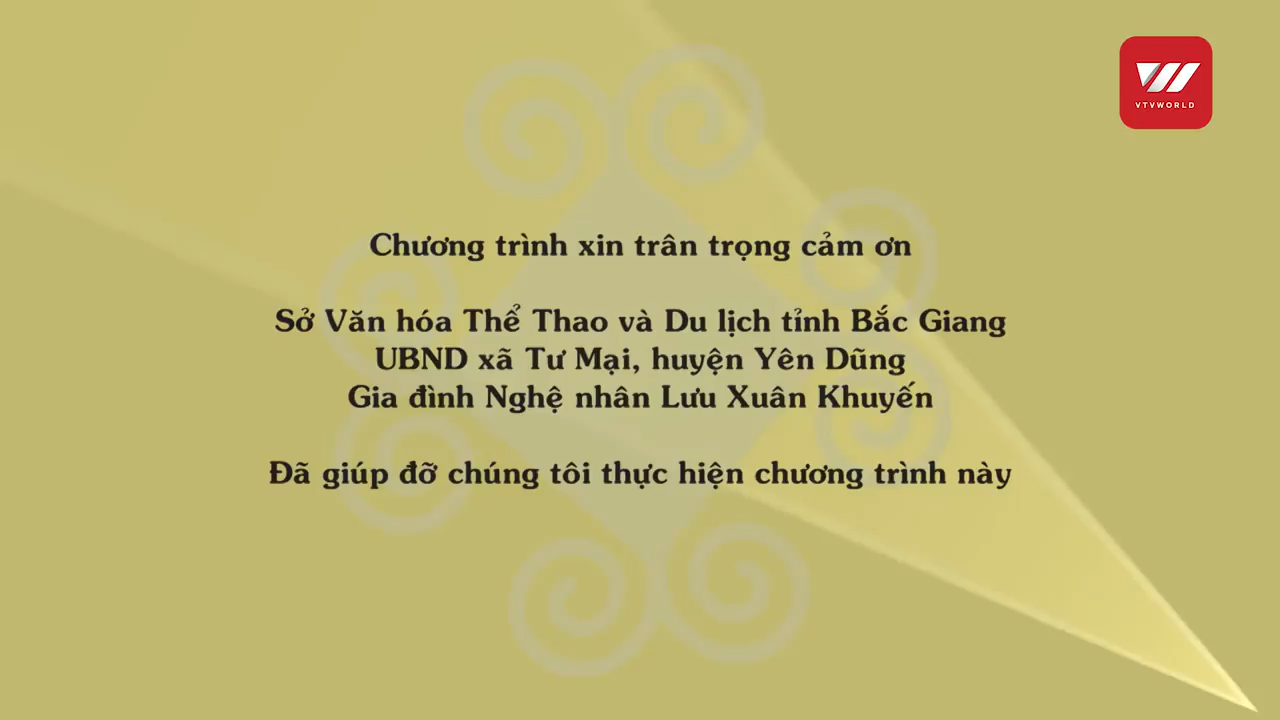 VTVWORLD
Chương trình xin trân trọng cảm ơn
Sở Văn hóa Thể Thao và Du lịch tỉnh Bắc Giang
UBND xã Tư Mại, huyện Yên Dũng
Gia đình Nghệ nhân Lưu Xuân Khuyến
Đã giúp đỡ chúng tôi thực hiện chương trình này